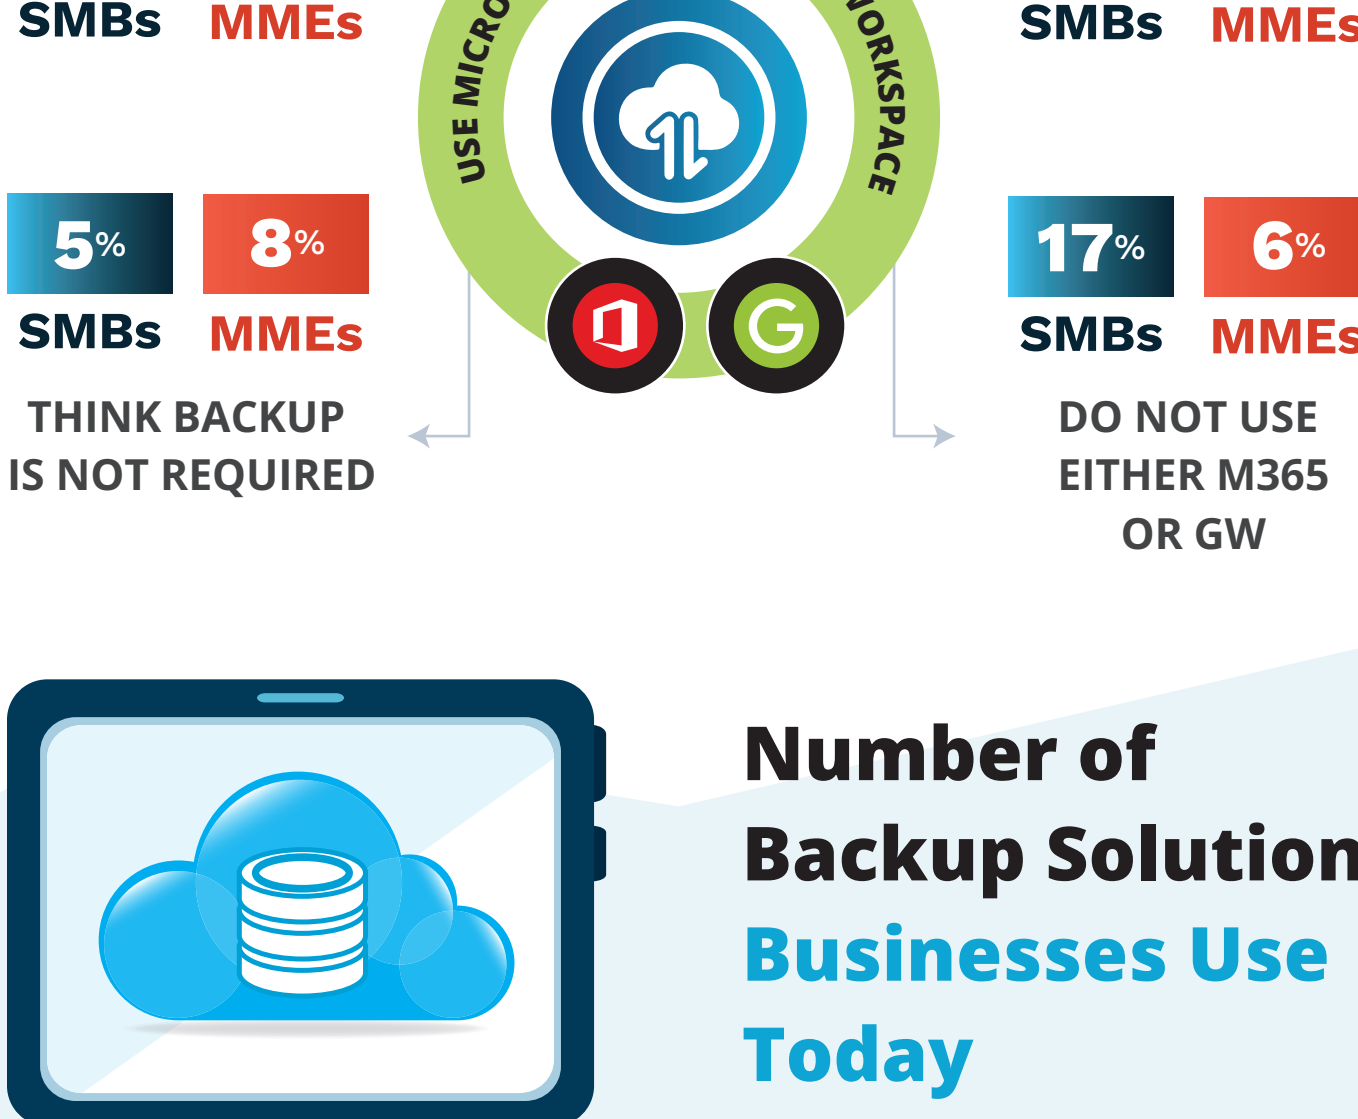 SMBs MMEs
USE MICRO
WORKSPACE
SMBs MMEs
5% 8%
SMBs MMEs
THINK BACKUP
IS NOT REQUIRED
17% 6%
SMBs MMEs
DO NOT USE
EITHER M365
OR GW
Number of
Backup Solution
Businesses Use
Today